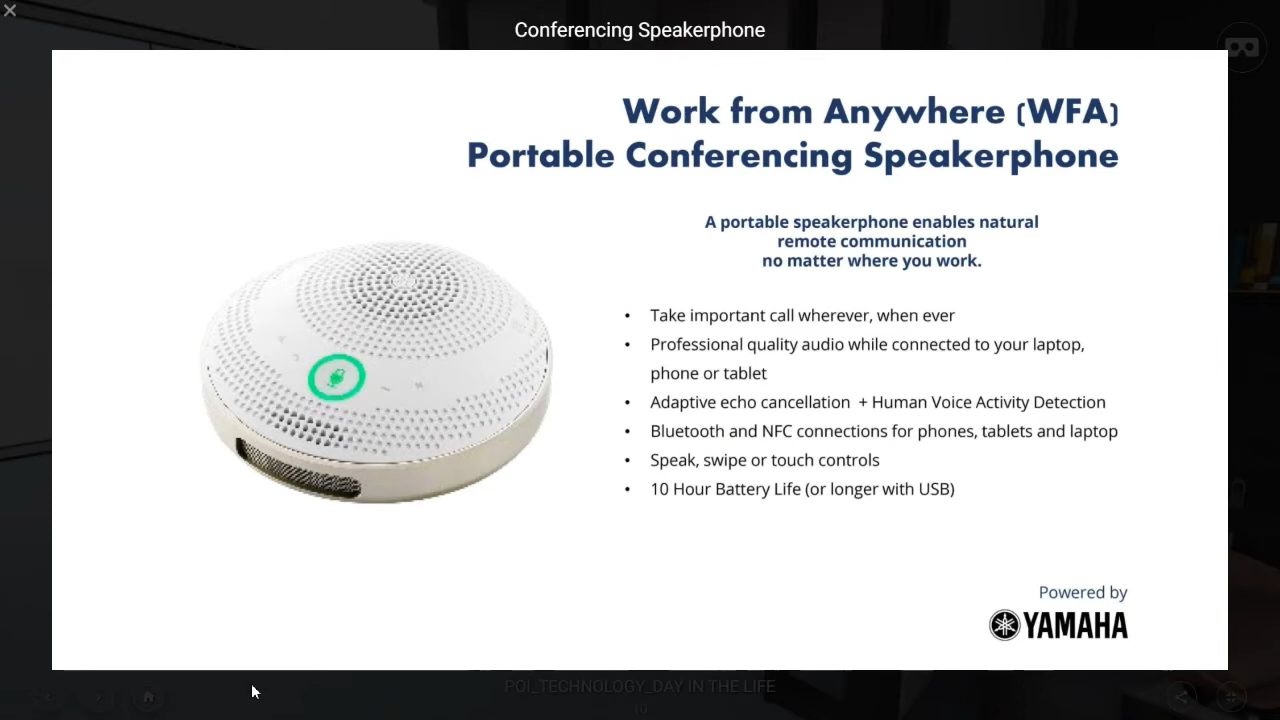 Conferencing Speakerphone
Work from Anywhere (WFA)
Portable Conferencing Speakerphone
A portable speakerphone enables natural
remote communication
no matter where you work.
• Take important call wherever, when ever
• Professional quality audio while connected to your laptop,
phone or tablet
• Adaptive echo cancellation + Human Voice Activity Detection
• Bluetooth and NFC connections for phones, tablets and laptop
• Speak, swipe or touch controls
• 10 Hour Battery Life (or longer with USB)
Powered by
YAMAHA
POI_TECHNOLOGY_DAY IN THE LIFE
10